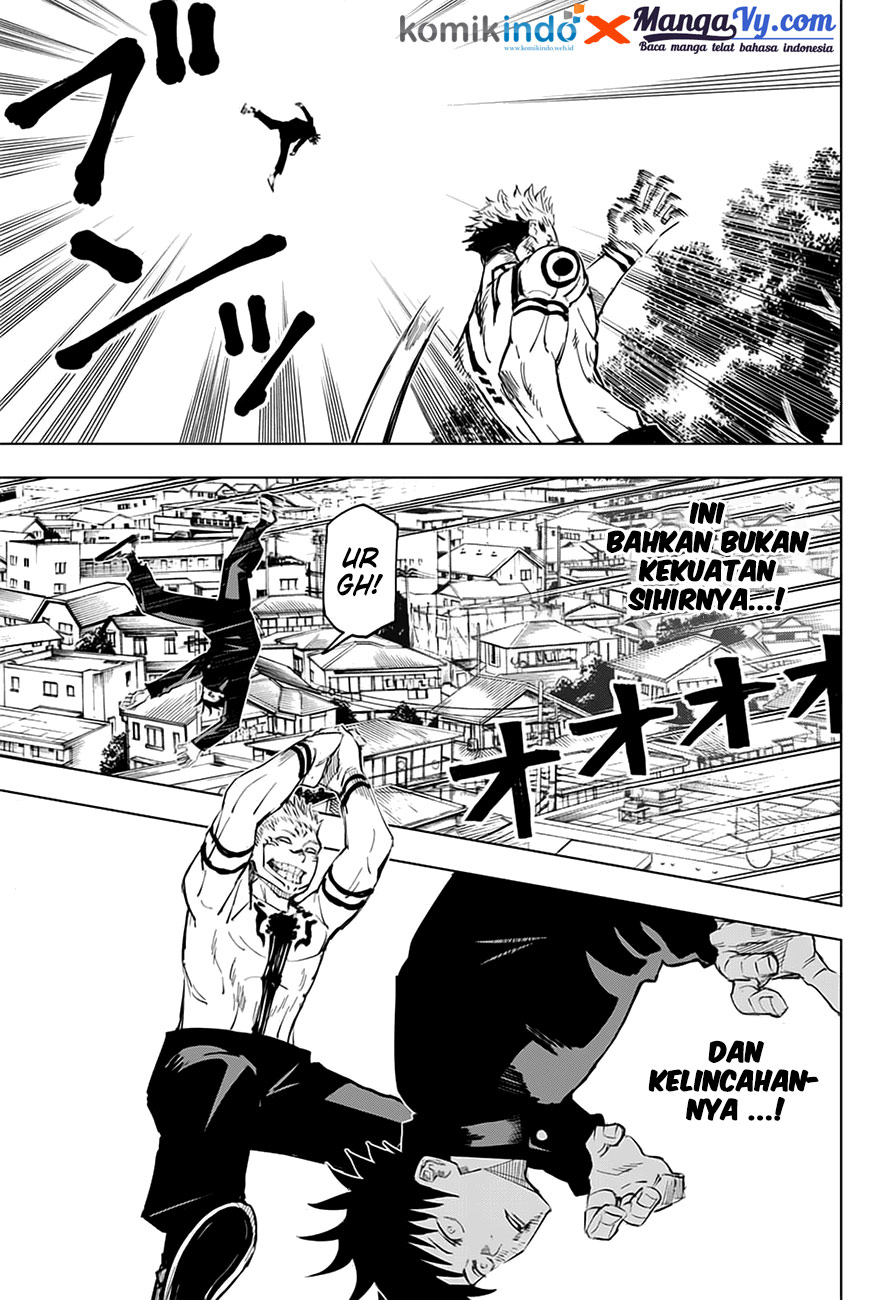 komikindo
www.komikindo.web.id
X
MangaVy.com
Baca manga telat bahasa indonesia
ブンッ
INI
BAHKAN BUKAN
KEKUATAN
SIHIRNYA...!
UR
GH!
オオオオ
DAN
KELINCAHAN-
NYA ...!